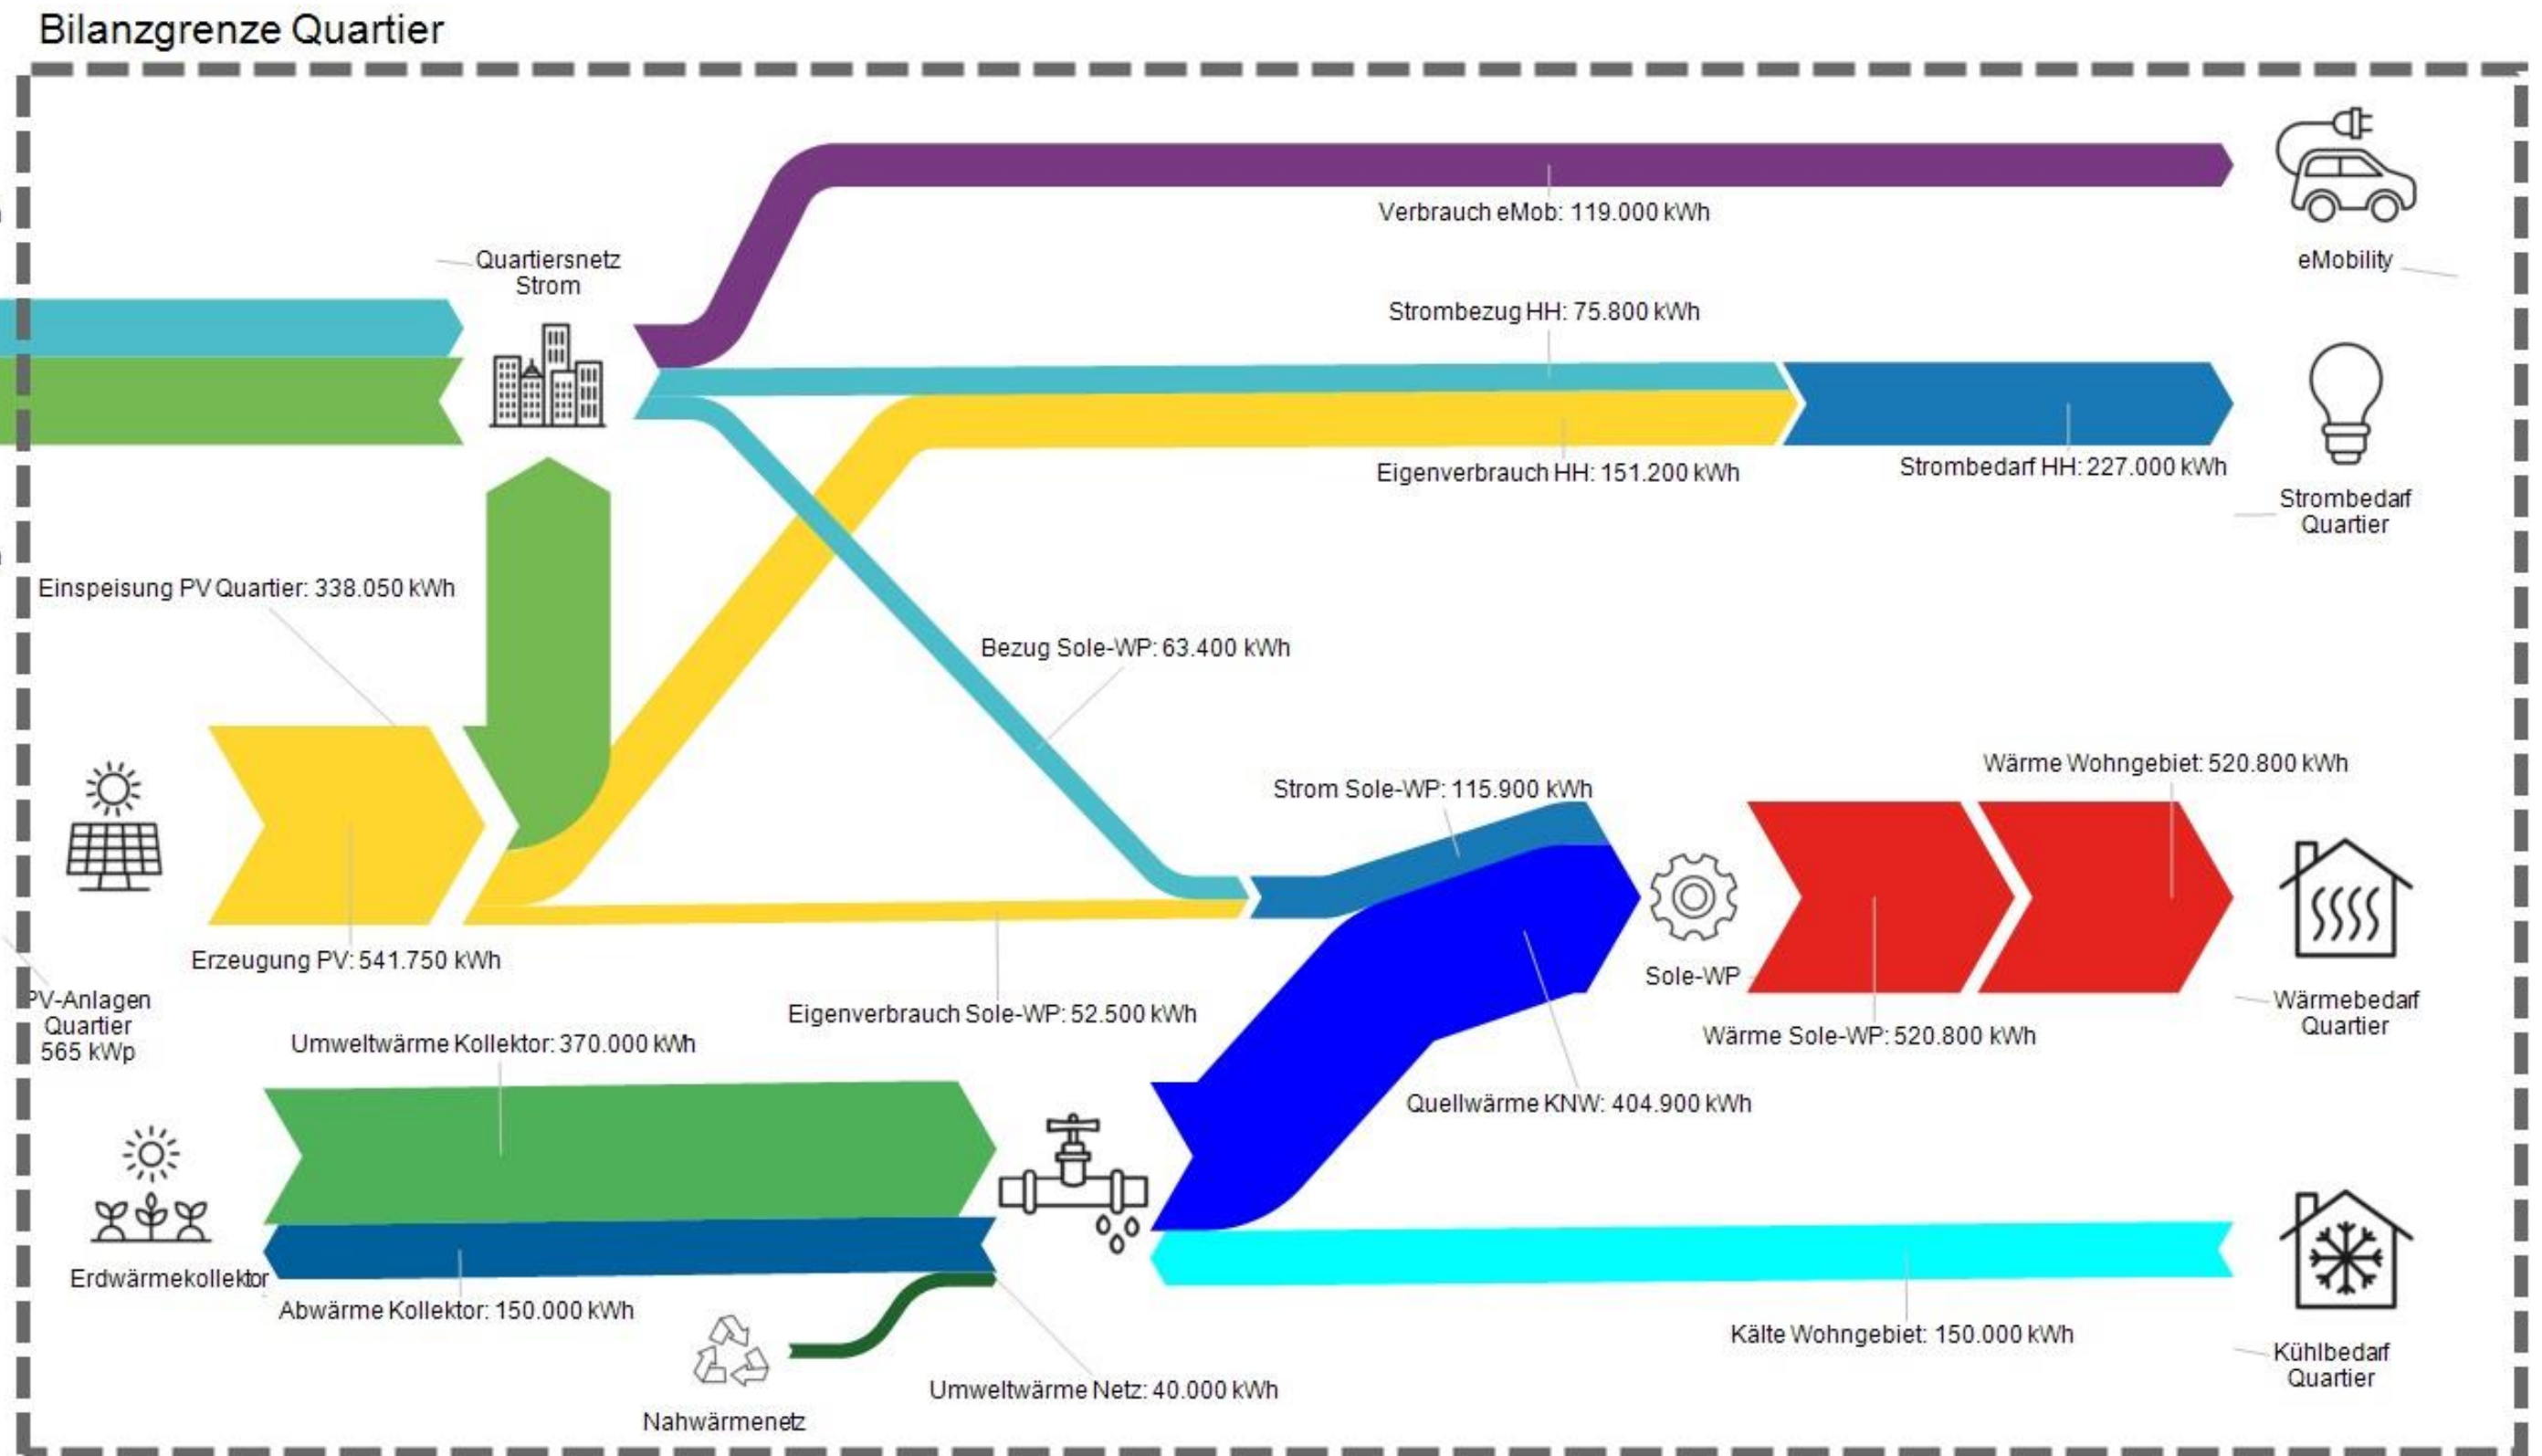 Bilanzgrenze Quartier
Verbrauch eMob: 119.000 kWh
eMobility
Quartiersnetz
Strom
Strombezug HH: 75.800 kWh
Eigenverbrauch HH: 151.200 kWh
Strombedarf HH: 227.000 kWh
Strombedarf
Quartier
Einspeisung PV Quartier: 338.050 kWh
Bezug Sole-WP: 63.400 kWh
Strom Sole-WP: 115.900 kWh
Wärme Wohngebiet: 520.800 kWh
Erzeugung PV: 541.750 kWh
PV-Anlagen
Quartier
565 kWp
Eigenverbrauch Sole-WP: 52.500 kWh
Sole-WP
Wärme Sole-WP: 520.800 kWh
Wärmebedarf
Quartier
Umweltwärme Kollektor: 370.000 kWh
Quellwärme KNW: 404.900 kWh
Erdwärmekollektor
Abwärme Kollektor: 150.000 kWh
Kälte Wohngebiet: 150.000 kWh
Kühlbedarf
Quartier
Umweltwärme Netz: 40.000 kWh
Nahwärmenetz